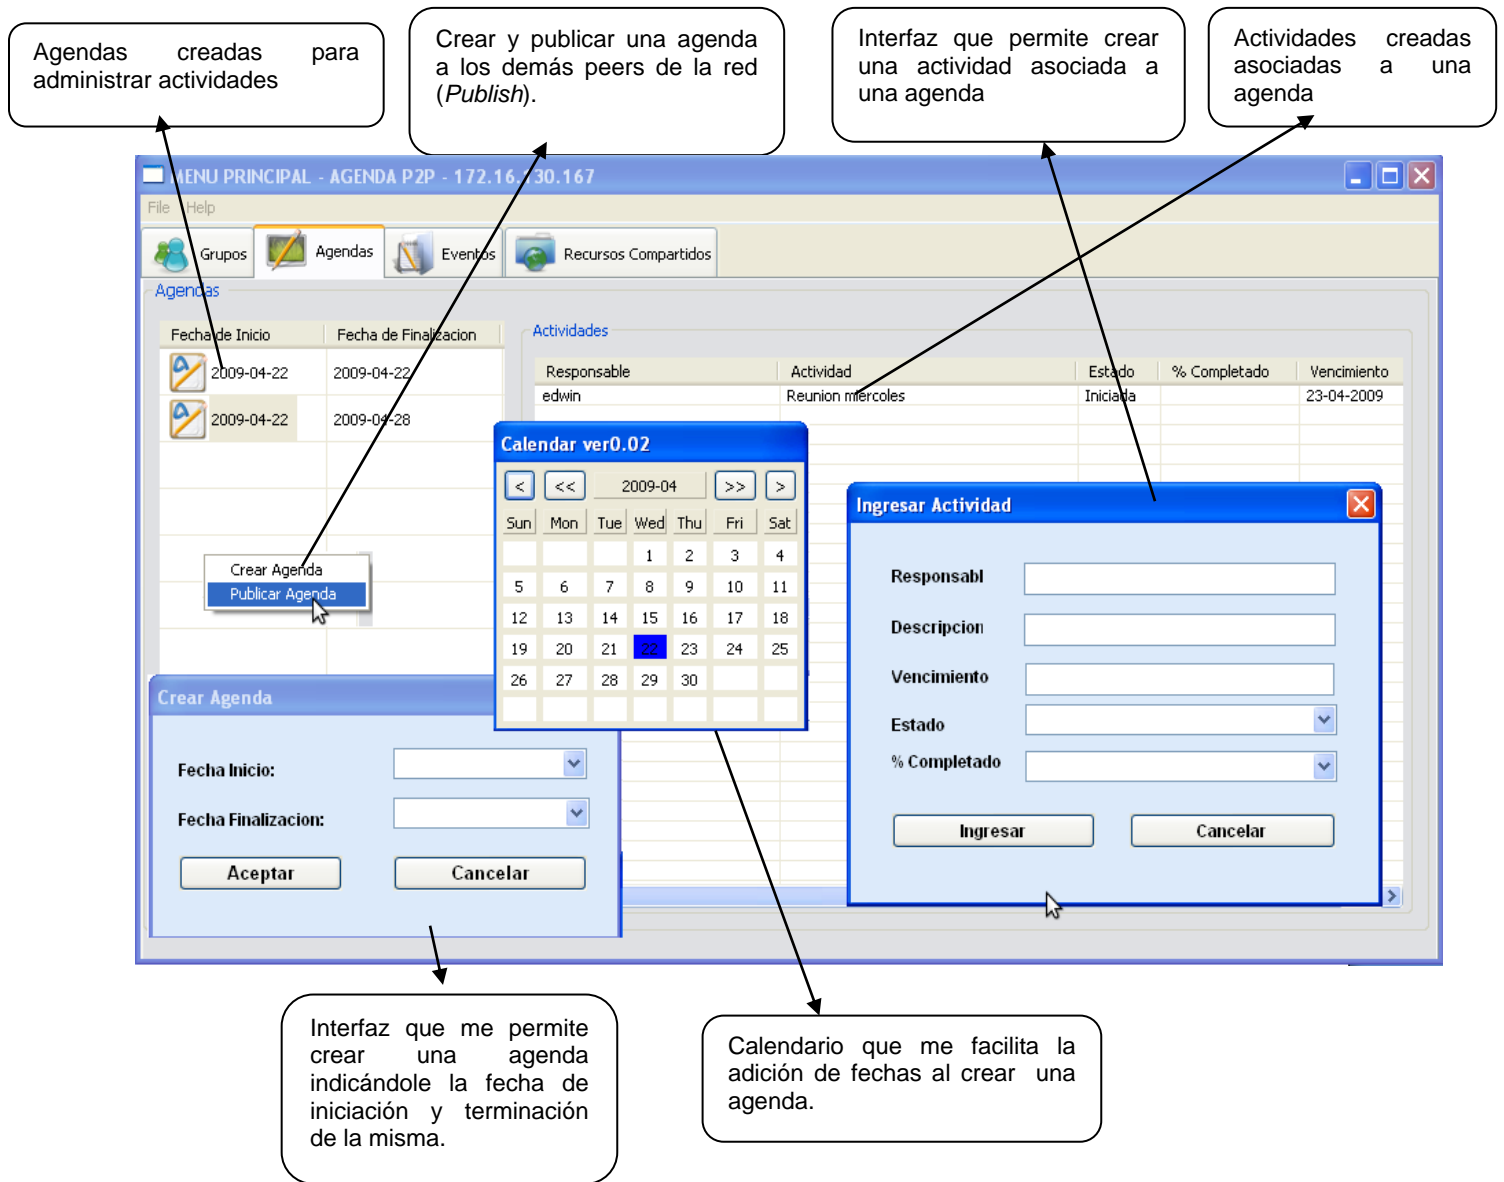 Agendas creadas para
administrar actividades
Crear y publicar una agenda
a los demás peers de la red
(Publish).
Interfaz que permite crear
una actividad asociada a
una agenda
Actividades creadas
asociadas a una
agenda
MENU PRINCIPAL - AGENDA P2P - 172.16.130.167
File Help
Grupos Agendas Eventos Recursos Compartidos
Agendas
Fecha de Inicio Fecha de Finalizacion
2009-04-22 2009-04-22
2009-04-22 2009-04-28
Actividades
Responsable Actividad Estado % Completado Vencimiento
edwin Reunion miercoles Iniciada 23-04-2009
Crear Agenda
Publicar Agenda
Calendar ver0.02
< << 2009-04 >> >
Sun Mon Tue Wed Thu Fri Sat
1 2 3 4
5 6 7 8 9 10 11
12 13 14 15 16 17 18
19 20 21 22 23 24 25
26 27 28 29 30
Ingresar Actividad
Responsabl
Descripcion
Vencimiento
Estado
% Completado
Ingresar Cancelar
Crear Agenda
Fecha Inicio:
Fecha Finalizacion:
Aceptar Cancelar
Interfaz que me permite
crear una agenda
indicándole la fecha de
iniciación y terminación
de la misma.
Calendario que me facilita la
adición de fechas al crear una
agenda.